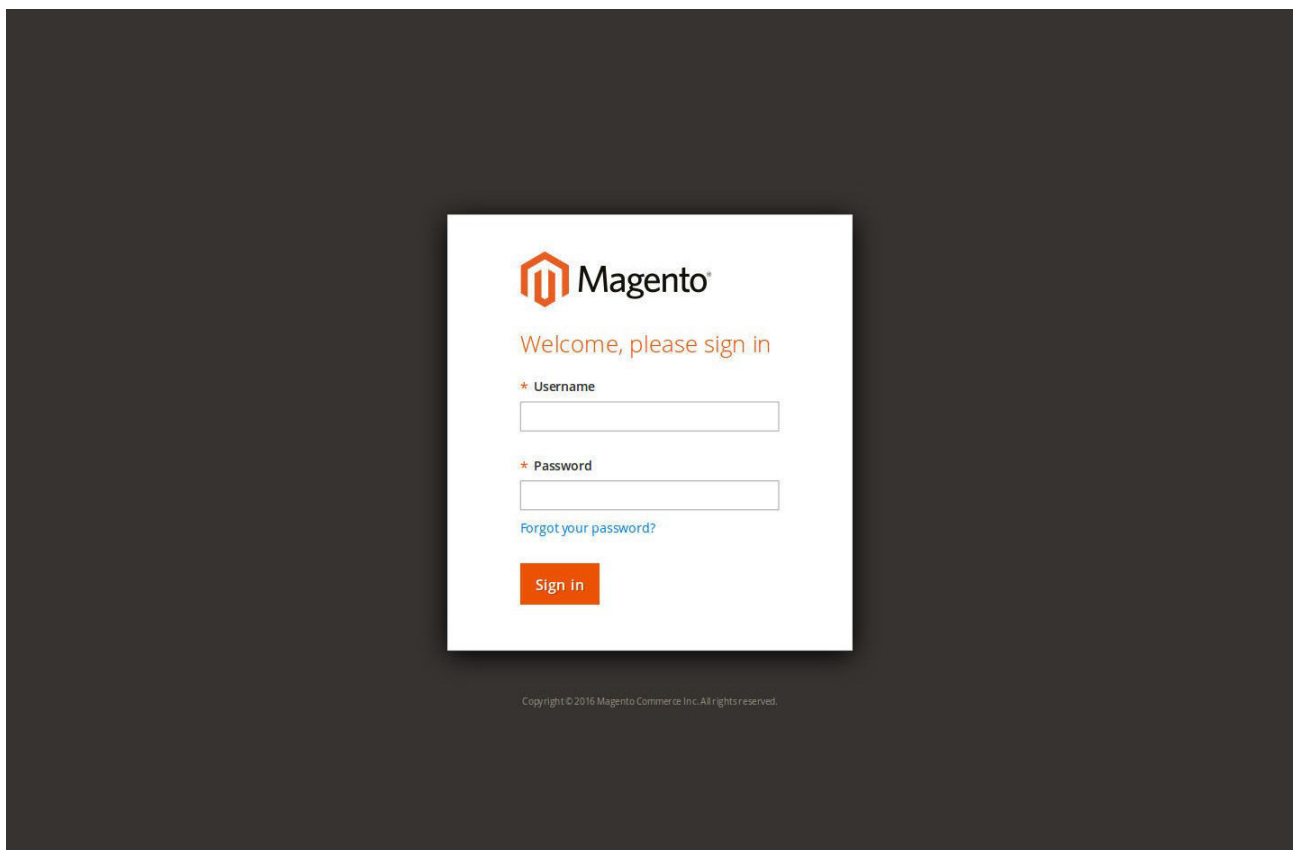 Magento®
Welcome, please sign in
* Username
* Password
Forgot your password?
Sign in
Copyright © 2016 Magento Commerce Inc. All rights reserved.